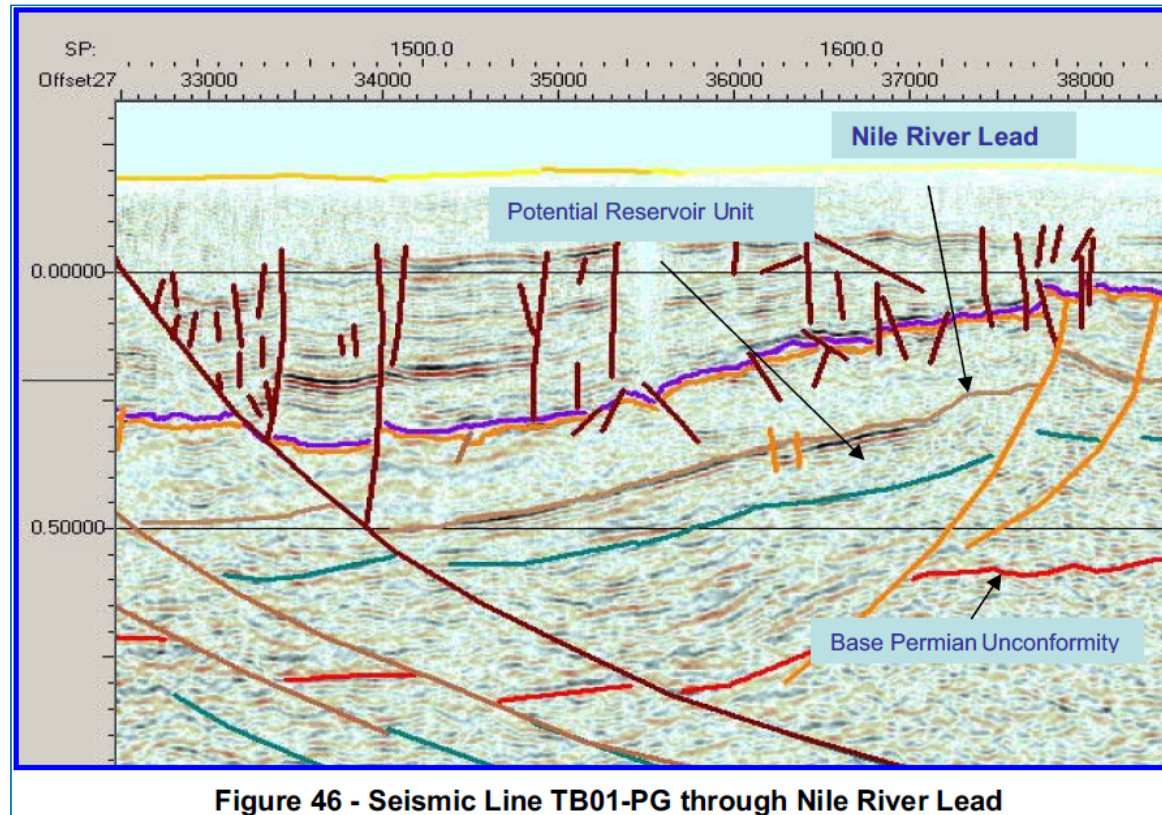 SP: 1500.0 1600.0
Offset27 33000 34000 35000 36000 37000 38000
Nile River Lead
Potential Reservoir Unit
0.00000
0.50000
Base Permian Unconformity
Figure 46 - Seismic Line TB01-PG through Nile River Lead